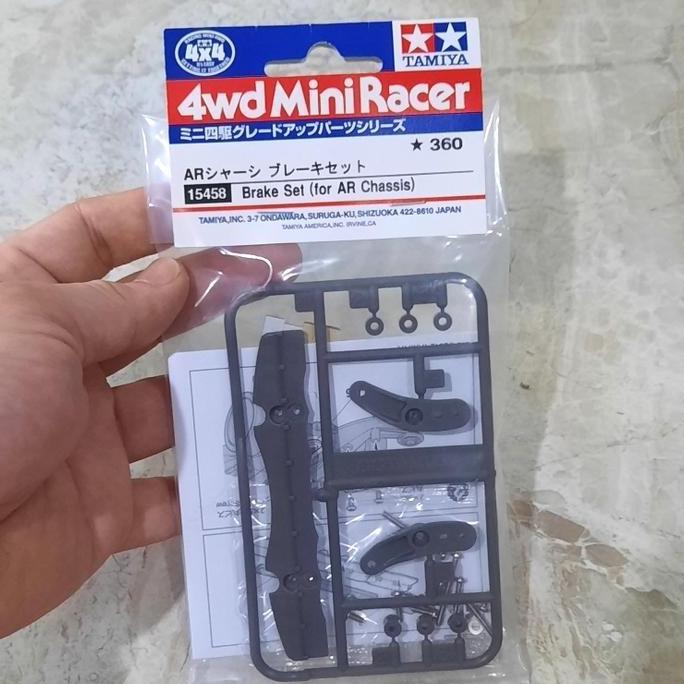 4x4
TAMIYA
4wd Mini Racer
ミニ四駆グレードアップパーツシリーズ
★ 360
ARシャーシ ブレーキセット
15458 Brake Set (for AR Chassis)
TAMIYA,INC. 3-7 ONDAWARA, SURUGA-KU, SHIZUOKA 422-8610 JAPAN
TAMIYA AMERICA,INC. IRVINE,CA